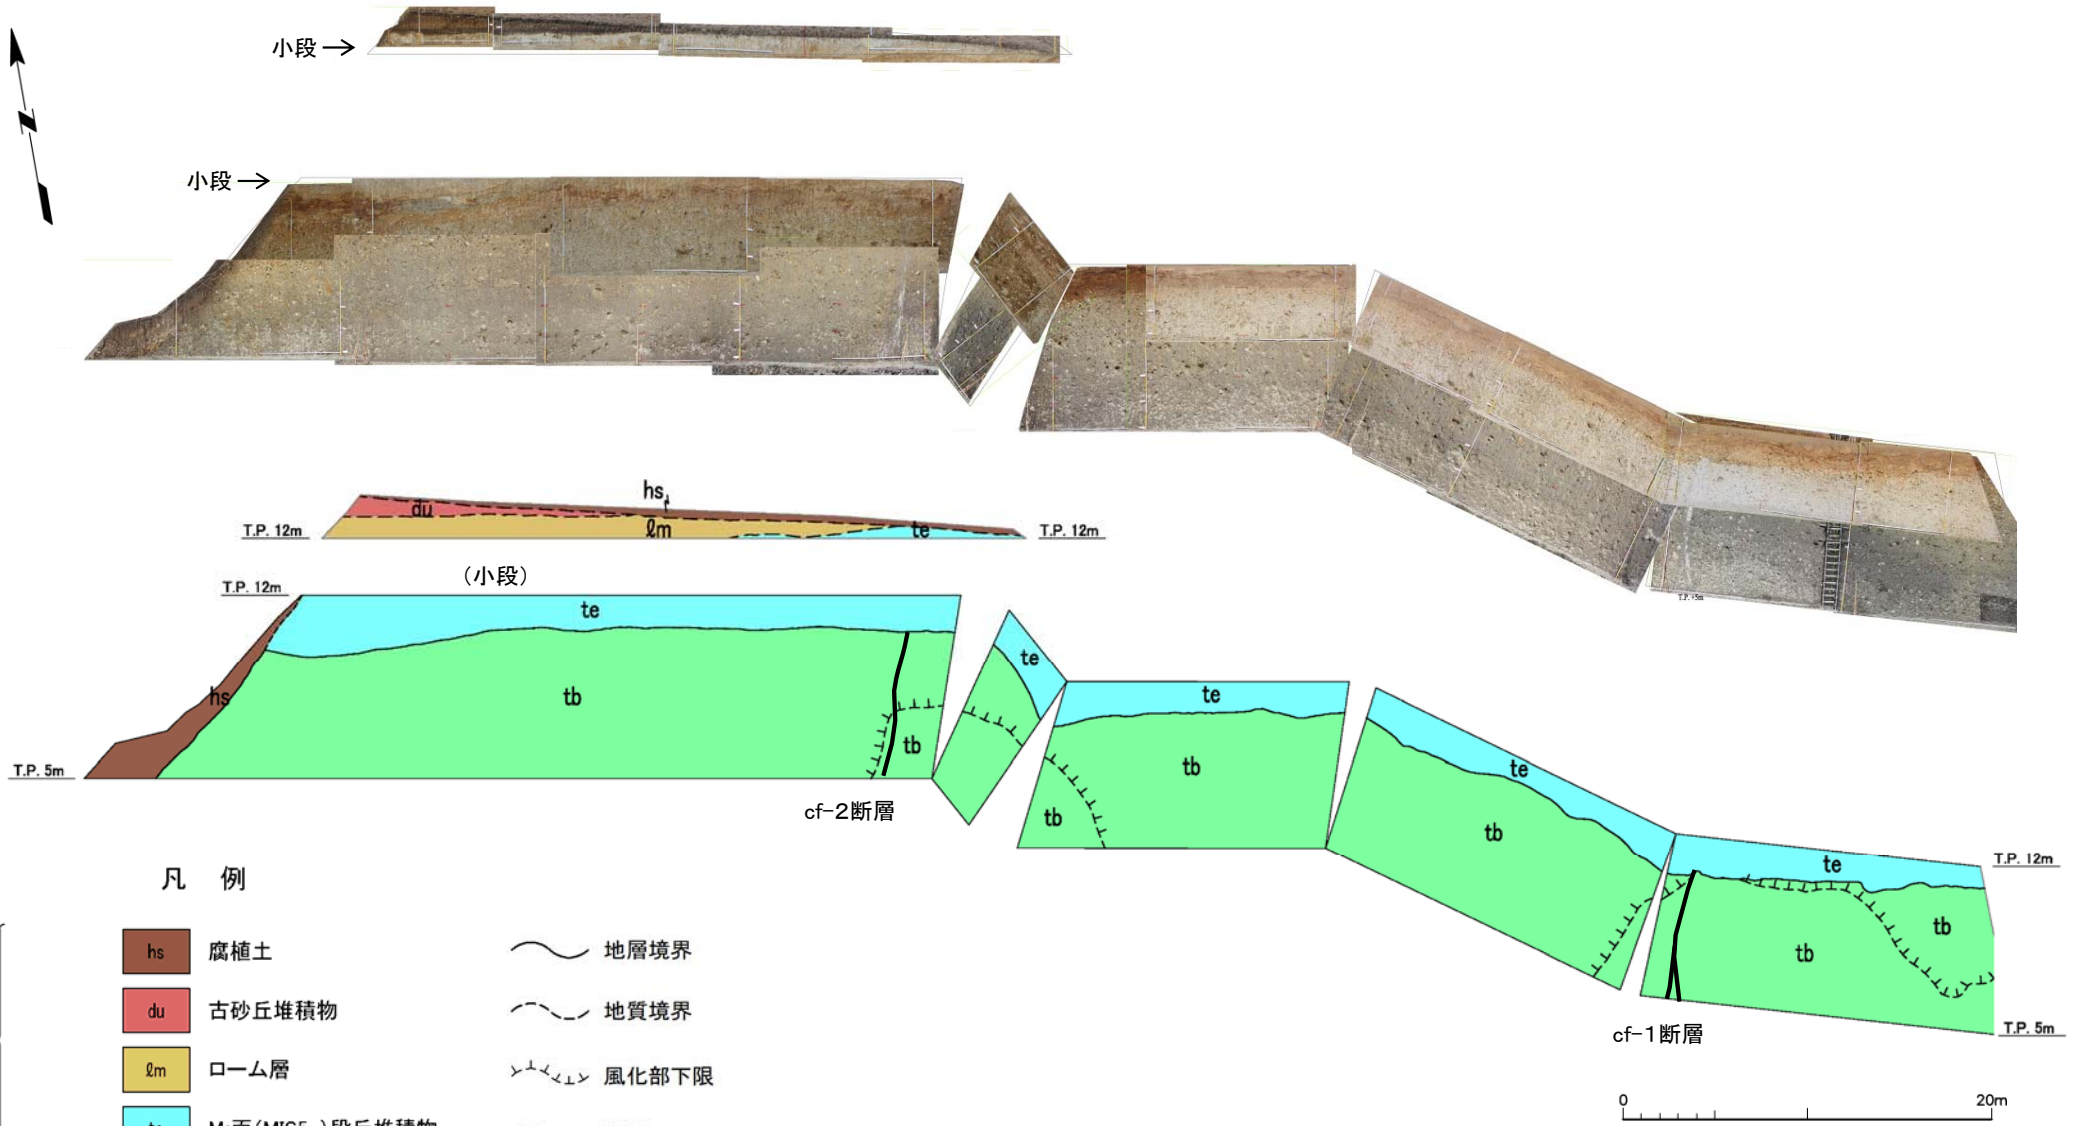 小段→
小段→
T.P. +5m
hs
du
ℓm
te
T.P. 12m
T.P. 12m
(小段)
T.P. 12m
te
te
te
te
te
T.P. 12m
hs
tb
tb
tb
tb
tb
tb
tb
T.P. 5m
T.P. 5m
cf-2断層
cf-1断層
凡 例
hs 腐植土
du 古砂丘堆積物
ℓm ローム層
地層境界
地質境界
風化部下限
0 20m